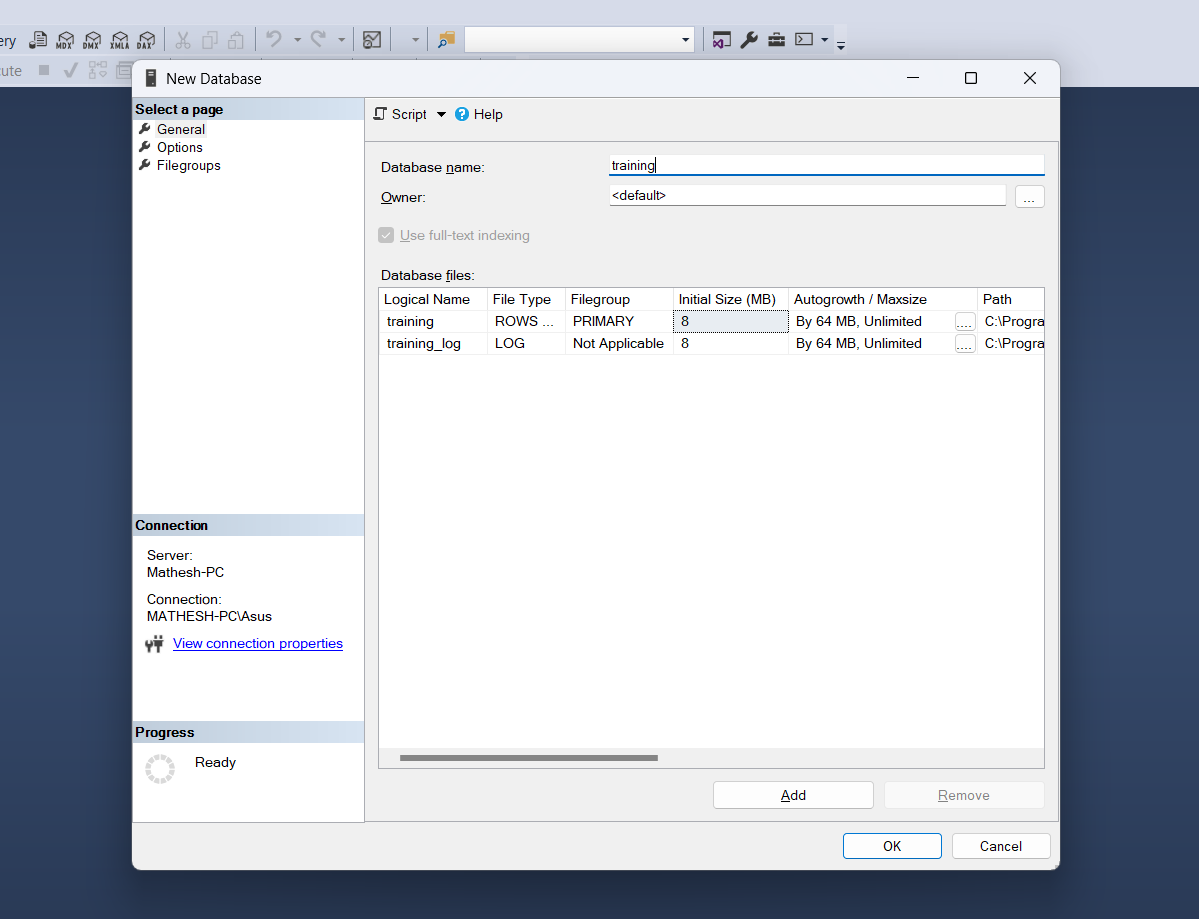 ery MDX DMX XMLA DAX
ute
New Database
Select a page
General
Options
Filegroups
Script Help
Database name: training
Owner: <default> ...
Use full-text indexing
Database files:
Logical Name File Type Filegroup Initial Size (MB) Autogrowth / Maxsize Path
training ROWS ... PRIMARY 8 By 64 MB, Unlimited .... C:\Progra
training_log LOG Not Applicable 8 By 64 MB, Unlimited .... C:\Progra
Connection
Server:
Mathesh-PC
Connection:
MATHESH-PC\Asus
View connection properties
Progress
Ready
Add Remove
OK Cancel